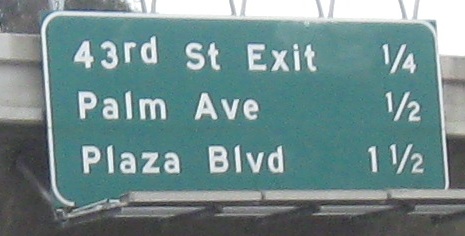 43rd St Exit ¼
Palm Ave ½
Plaza Blvd 1 ½